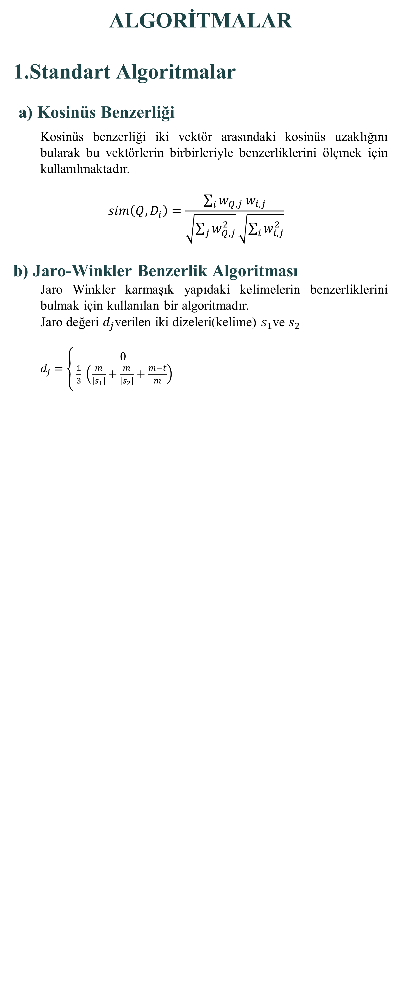 ALGORİTMALAR
1.Standart Algoritmalar
a) Kosinüs Benzerliği
Kosinüs benzerliği iki vektör arasındaki kosinüs uzaklığını
bularak bu vektörlerin birbirleriyle benzerliklerini ölçmek için
kullanılmaktadır.
sim(Q, D_i) = \frac{\sum_i w_{Q,j} w_{i,j}}{\sqrt{\sum_j w_{Q,j}^2} \sqrt{\sum_i w_{i,j}^2}}
b) Jaro-Winkler Benzerlik Algoritması
Jaro Winkler karmaşık yapıdaki kelimelerin benzerliklerini
bulmak için kullanılan bir algoritmadır.
Jaro değeri d_j verilen iki dizeleri(kelime) s_1 ve s_2
d_j = \begin{cases} 0 \\ \frac{1}{3} \left( \frac{m}{|s_1|} + \frac{m}{|s_2|} + \frac{m-t}{m} \right) \end{cases}